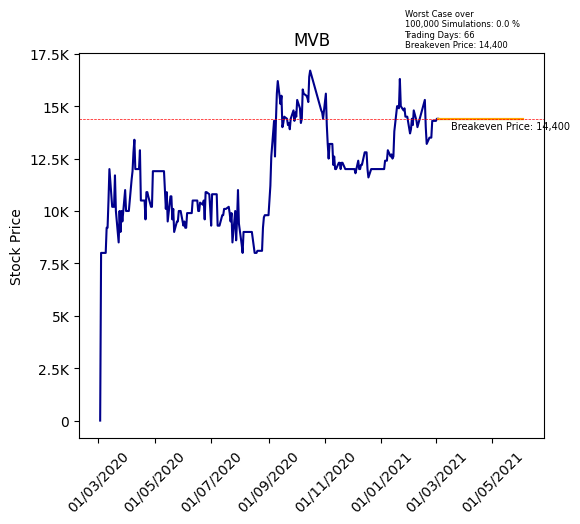 Worst Case over
100,000 Simulations: 0.0 %
Trading Days: 66
Breakeven Price: 14,400
MVB
17.5K
15K
12.5K
10K
7.5K
5K
2.5K
0
Stock Price
Breakeven Price: 14,400
01/03/2020
01/05/2020
01/07/2020
01/09/2020
01/11/2020
01/01/2021
01/03/2021
01/05/2021